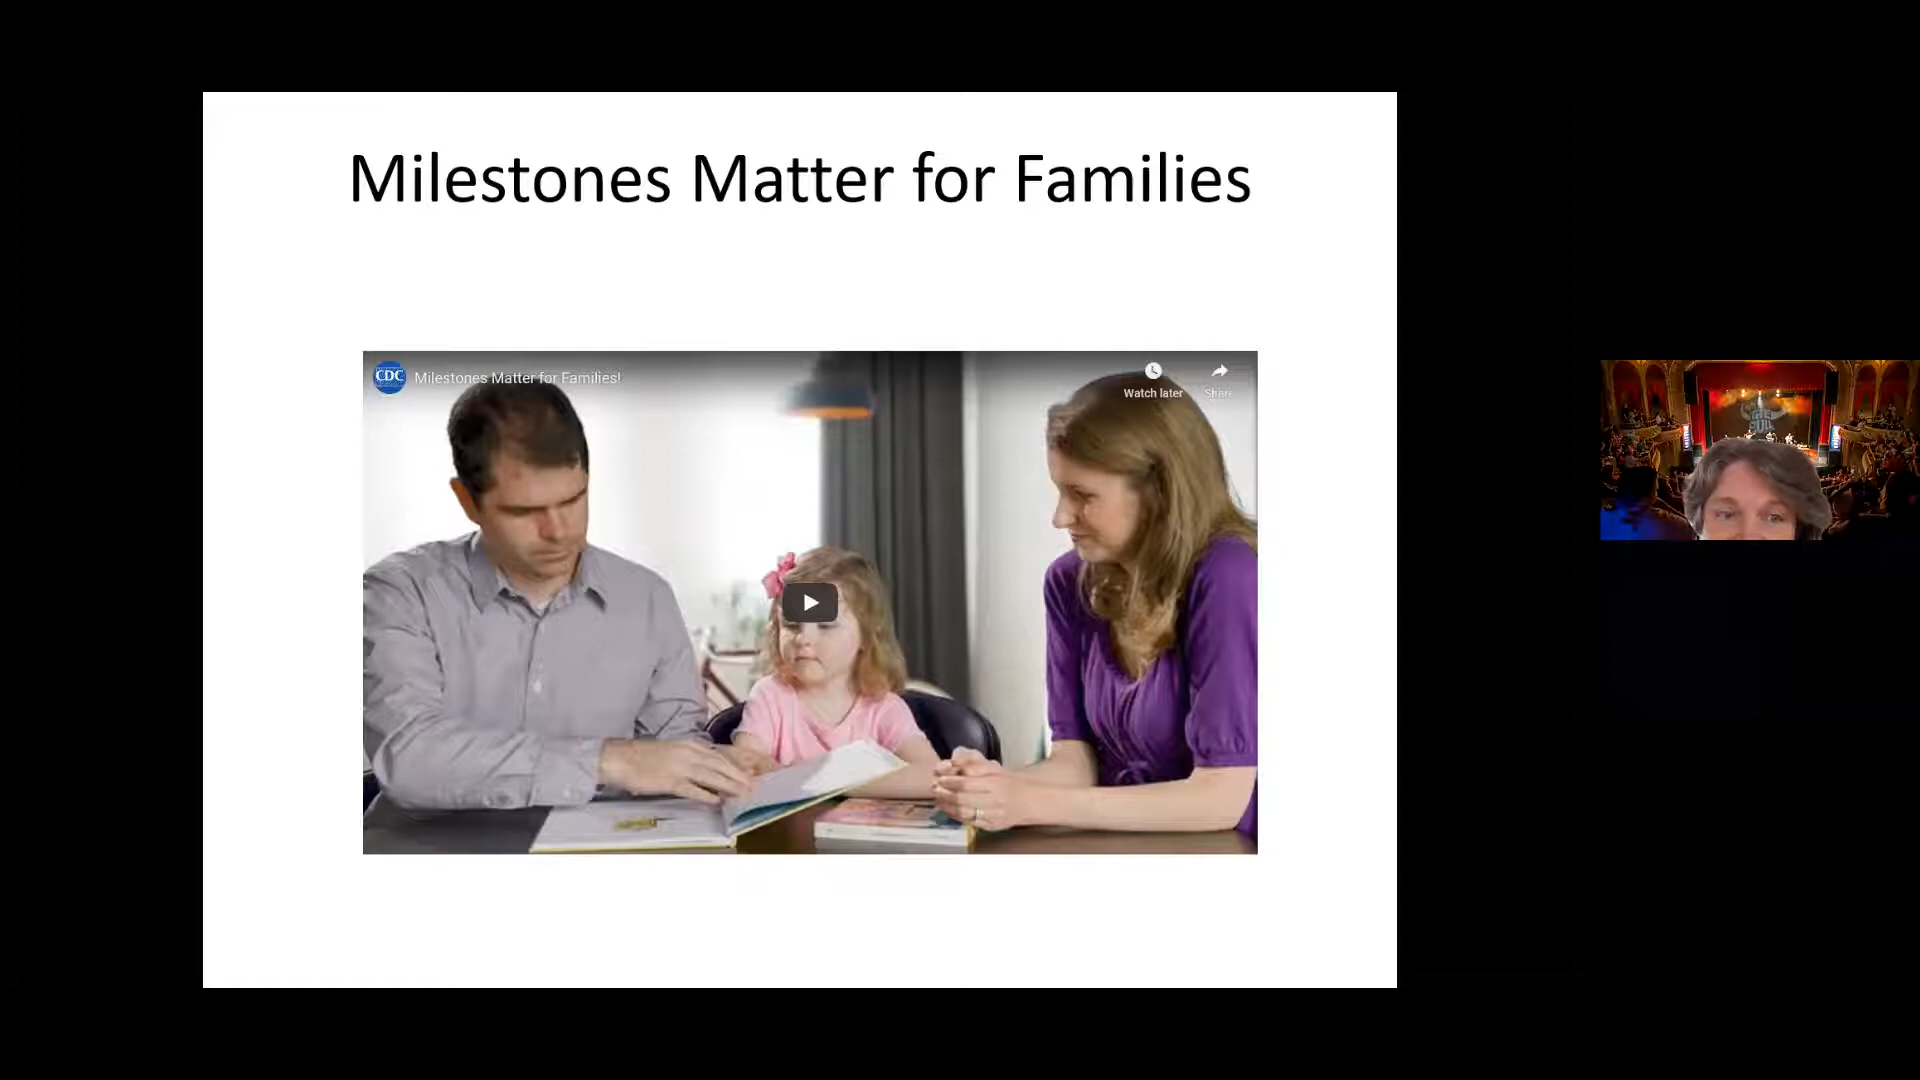 Milestones Matter for Families
CDC
Milestones Matter for Families!
Watch later
Share